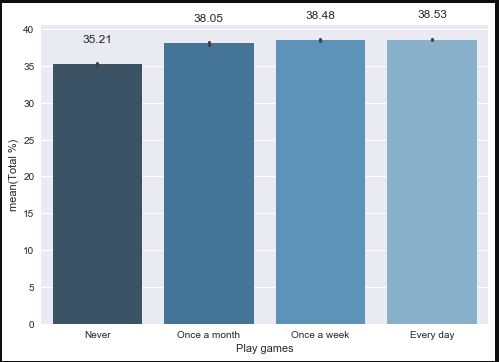 35.21
38.05
38.48
38.53
40
35
30
25
20
15
10
5
0
mean(Total %)
Never
Once a month
Once a week
Every day
Play games